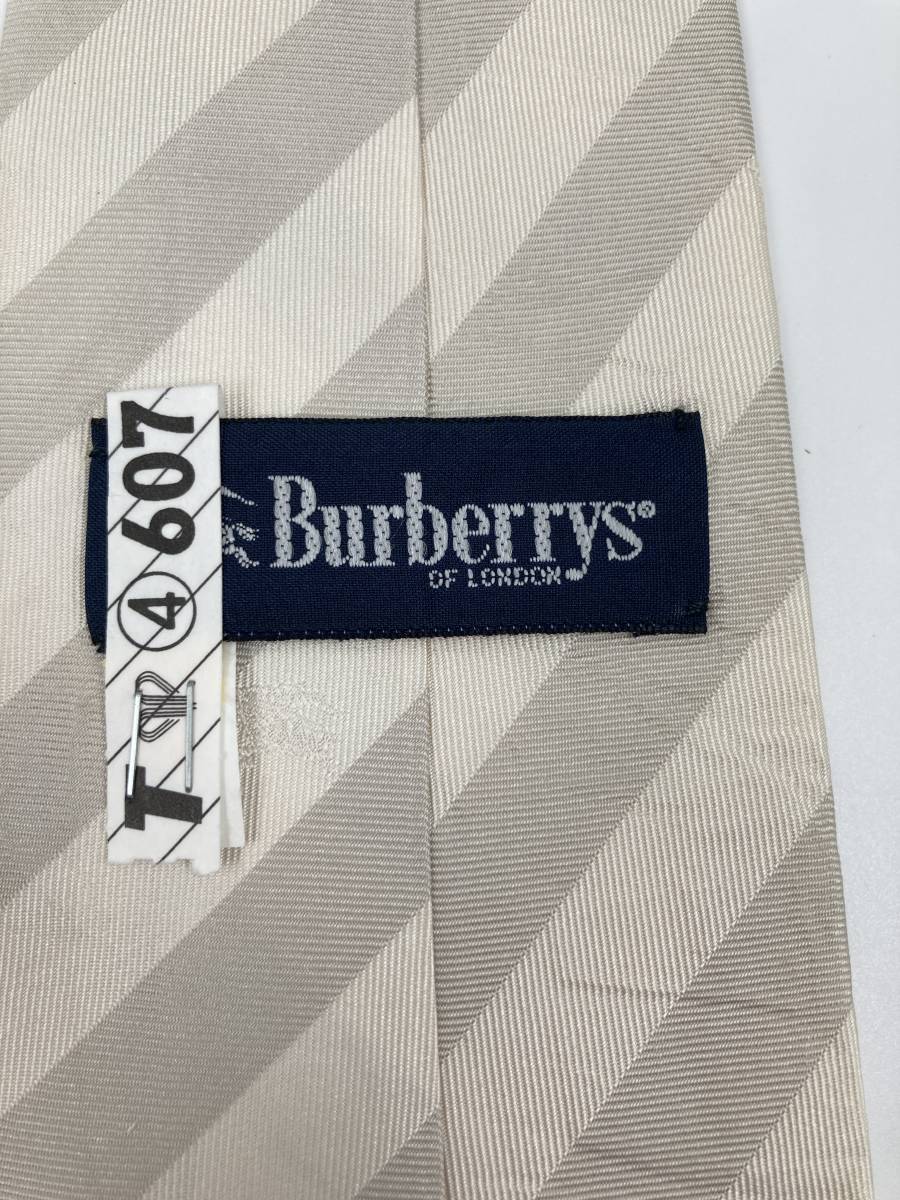 Burberrys®
OF LONDON
T ④ 607